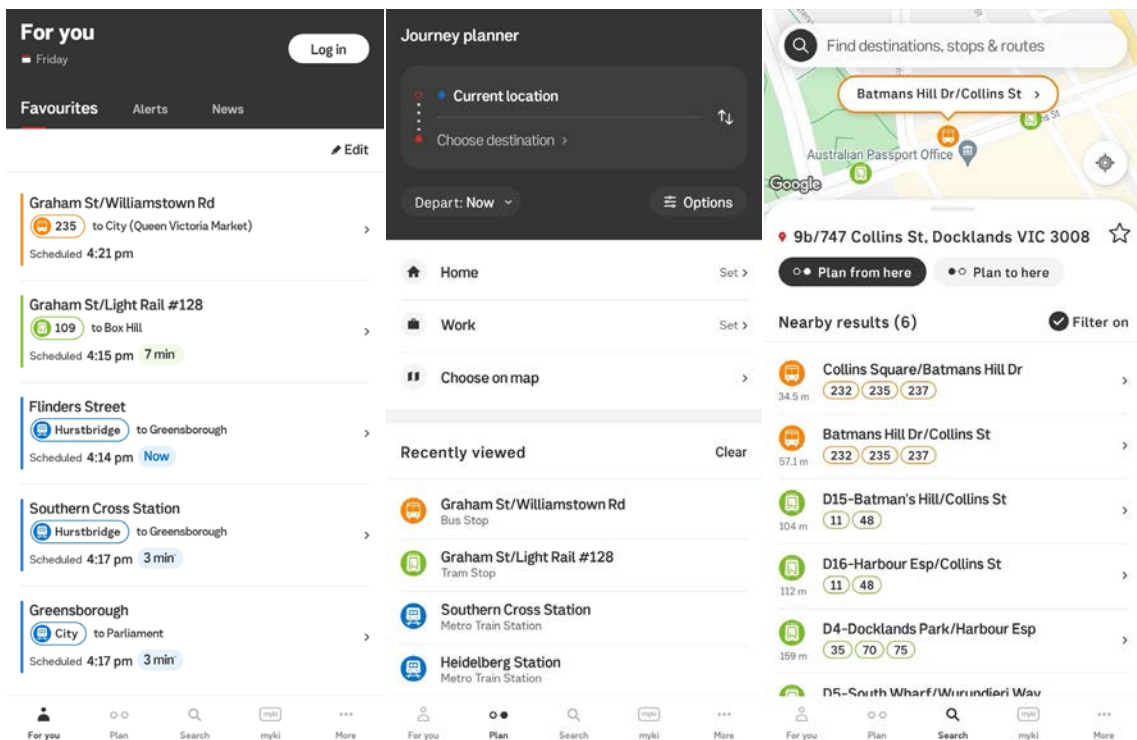 For you
Friday
Log in
Favourites Alerts News
Edit
Graham St/Williamstown Rd
235 to City (Queen Victoria Market)
Scheduled 4:21 pm
Graham St/Light Rail #128
109 to Box Hill
Scheduled 4:15 pm 7 min
Flinders Street
Hurstbridge to Greensborough
Scheduled 4:14 pm Now
Southern Cross Station
Hurstbridge to Greensborough
Scheduled 4:17 pm 3 min
Greensborough
City to Parliament
Scheduled 4:17 pm 3 min
For you Plan Search myki More
Journey planner
Current location
Choose destination
Depart: Now Options
Home Set
Work Set
Choose on map
Recently viewed Clear
Graham St/Williamstown Rd
Bus Stop
Graham St/Light Rail #128
Tram Stop
Southern Cross Station
Metro Train Station
Heidelberg Station
Metro Train Station
For you Plan Search myki More
Find destinations, stops & routes
Batmans Hill Dr/Collins St
ns St
Australian Passport Office
Google
9b/747 Collins St, Docklands VIC 3008
Plan from here Plan to here
Nearby results (6) Filter on
Collins Square/Batmans Hill Dr
34.5 m 232 235 237
Batmans Hill Dr/Collins St
57.1 m 232 235 237
D15-Batman's Hill/Collins St
104 m 11 48
D16-Harbour Esp/Collins St
112 m 11 48
D4-Docklands Park/Harbour Esp
159 m 35 70 75
D5-South Wharf/Wurundjeri Way
For you Plan Search myki More